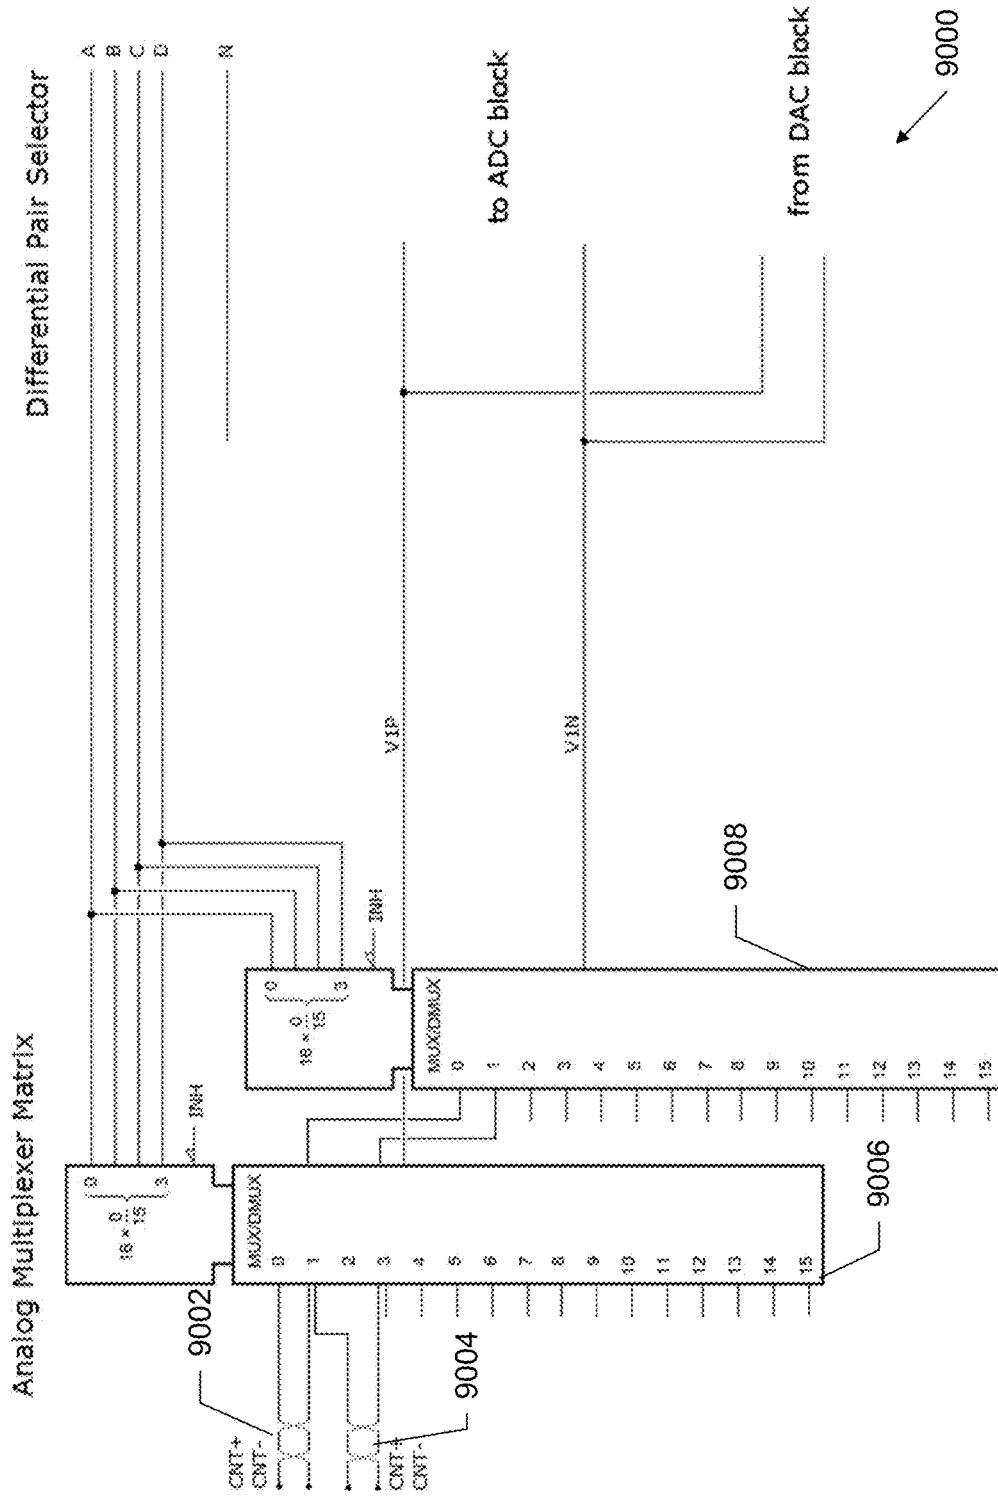 Analog Multiplexer Matrix
Differential Pair Selector
A
B
C
D
N
to ADC block
from DAC block
9000
V1P
V1N
INH
0
3
16 × 0/15
MUX/DMUX
0
1
2
3
4
5
6
7
8
9
10
11
12
13
14
15
9006
INH
0
3
16 × 0/15
MUX/DMUX
0
1
2
3
4
5
6
7
8
9
10
11
12
13
14
15
9008
9002
CNT+
CNT-
9004
CNT+
CNT-